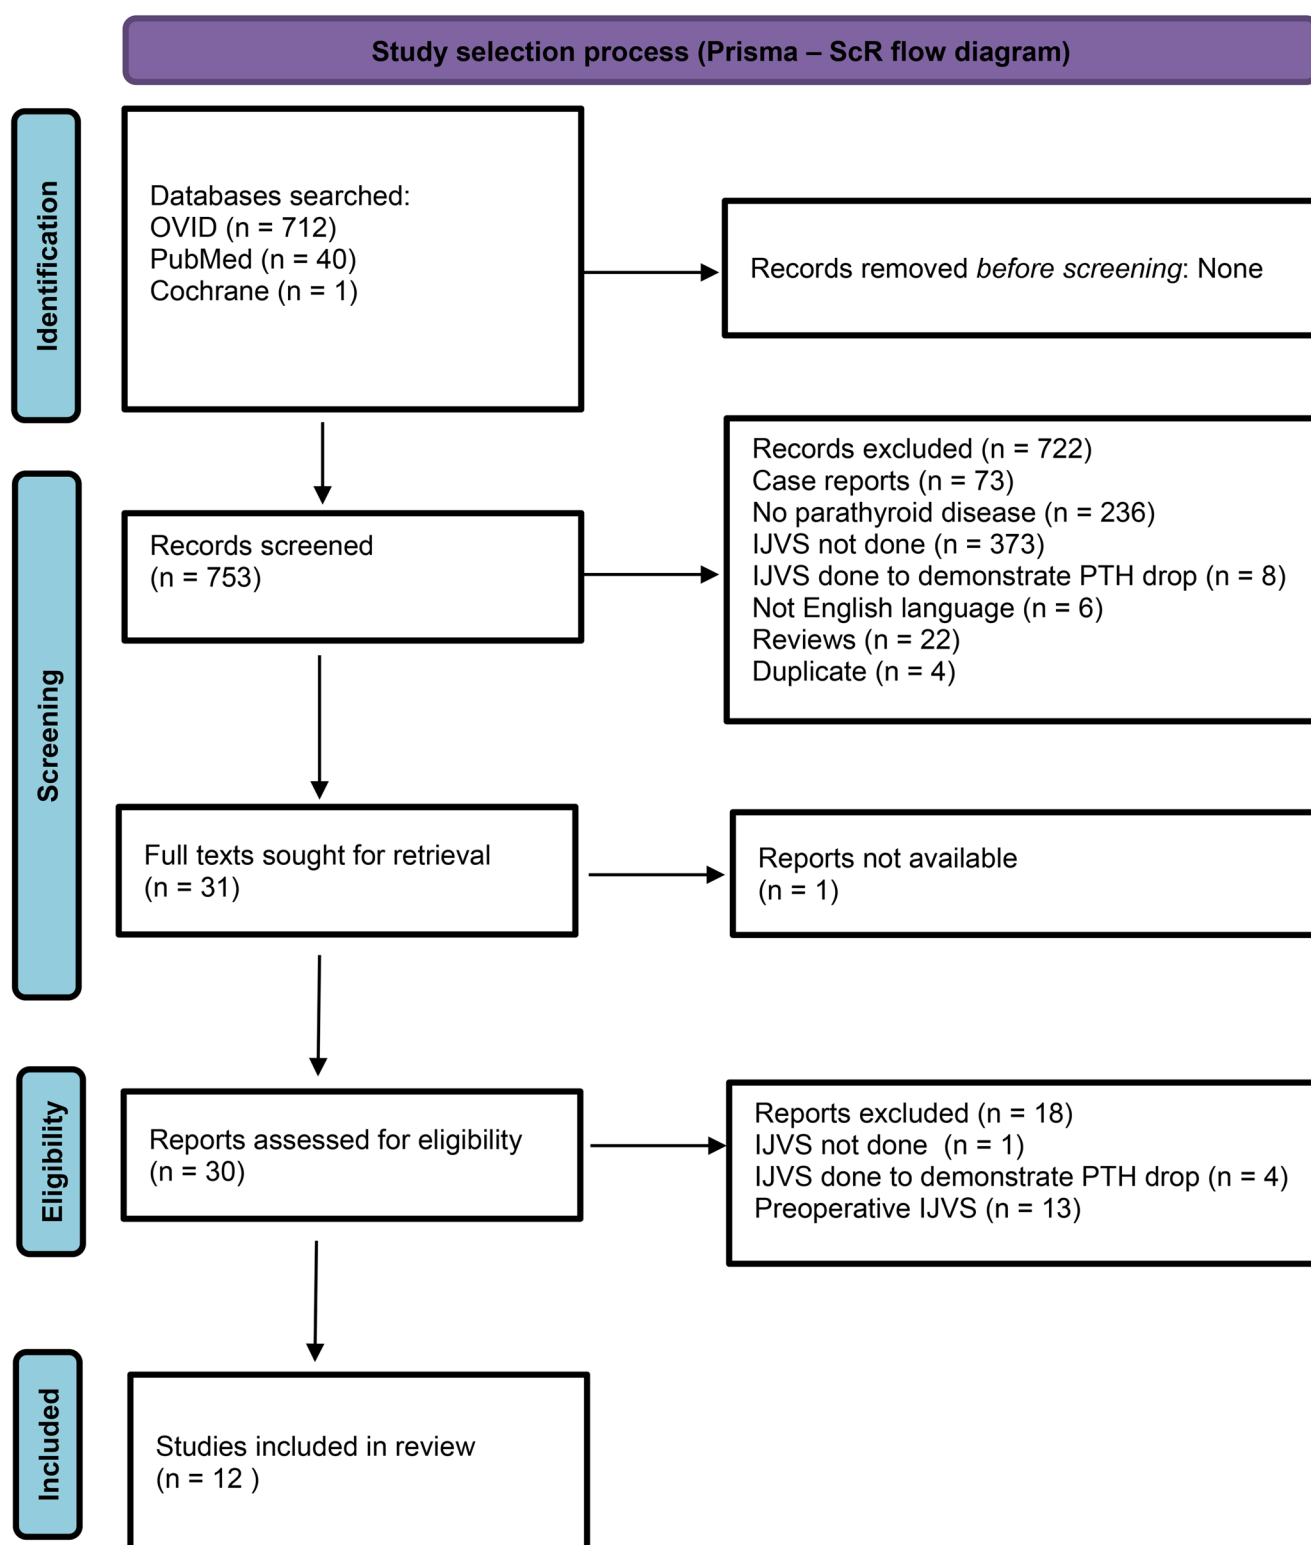 Study selection process (Prisma – ScR flow diagram)
Identification
Databases searched:
OVID (n = 712)
PubMed (n = 40)
Cochrane (n = 1)
Records removed before screening: None
Screening
Records screened
(n = 753)
Records excluded (n = 722)
Case reports (n = 73)
No parathyroid disease (n = 236)
IJVS not done (n = 373)
IJVS done to demonstrate PTH drop (n = 8)
Not English language (n = 6)
Reviews (n = 22)
Duplicate (n = 4)
Full texts sought for retrieval
(n = 31)
Reports not available
(n = 1)
Eligibility
Reports assessed for eligibility
(n = 30)
Reports excluded (n = 18)
IJVS not done  (n = 1)
IJVS done to demonstrate PTH drop (n = 4)
Preoperative IJVS (n = 13)
Included
Studies included in review
(n = 12 )